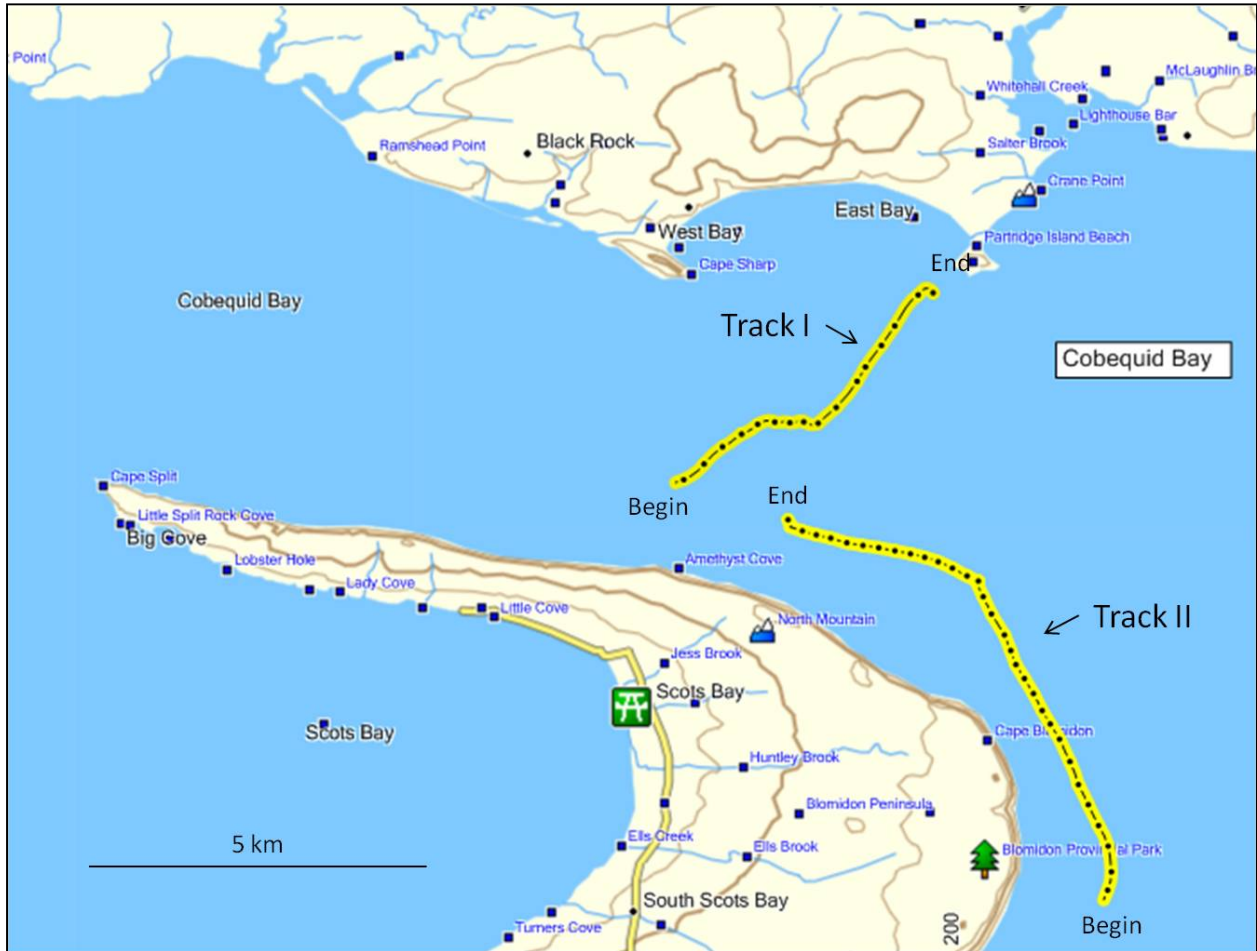 Point
Whitehall Creek
McLaughlin Br
Lighthouse Bar
Black Rock
Ramshead Point
Salter Brook
Crane Point
East Bay
West Bay
Partridge Island Beach
Cape Sharp
End
Cobequid Bay
Track I
Cobequid Bay
Cape Split
Begin
End
Little Split Rock Cove
Big Cove
Lobster Hole
Amethyst Cove
Lady Cove
Little Cove
North Mountain
Track II
Jess Brook
Scots Bay
Scots Bay
Cape Blomidon
Huntley Brook
Blomidon Peninsula
5 km
Ells Creek
Ells Brook
Blomidon Provincial Park
South Scots Bay
Turners Cove
200
Begin